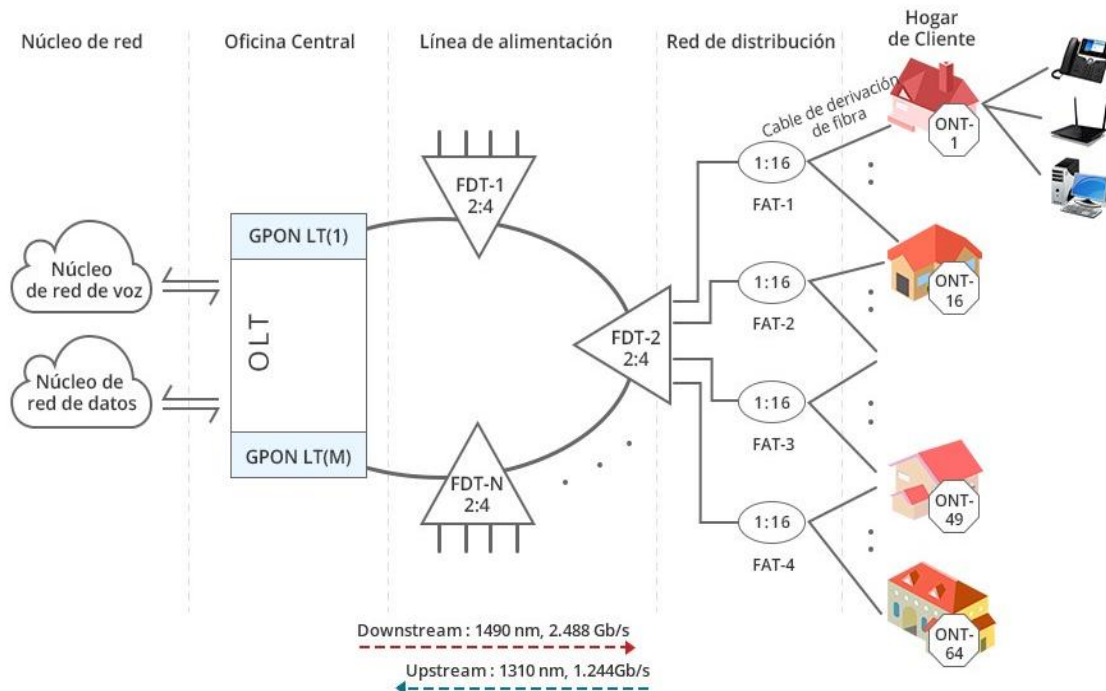 Núcleo de red
Oficina Central
Línea de alimentación
Red de distribución
Hogar
de Cliente
Núcleo
de red de voz
Núcleo de
red de datos
GPON LT(1)
OLT
GPON LT(M)
FDT-1
2:4
FDT-2
2:4
FDT-N
2:4
Cable de derivación
de fibra
1:16
FAT-1
1:16
FAT-2
1:16
FAT-3
1:16
FAT-4
ONT-
1
ONT-
16
ONT-
49
ONT-
64
Downstream : 1490 nm, 2.488 Gb/s
Upstream : 1310 nm, 1.244Gb/s